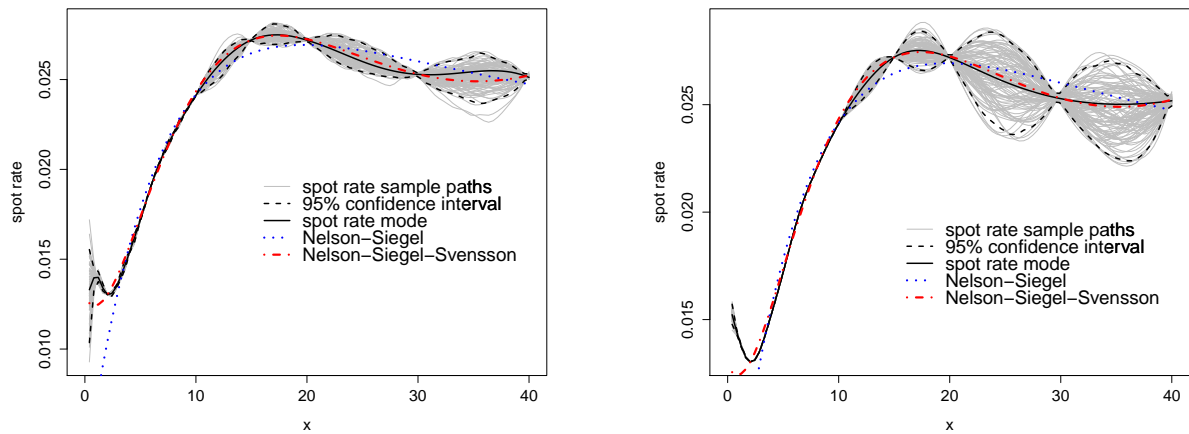 0.010 0.015 0.020 0.025
spot rate
spot rate sample paths
95% confidence interval
spot rate mode
Nelson−Siegel
Nelson−Siegel−Svensson
0 10 20 30 40
x
0.015 0.020 0.025
spot rate
spot rate sample paths
95% confidence interval
spot rate mode
Nelson−Siegel
Nelson−Siegel−Svensson
0 10 20 30 40
x